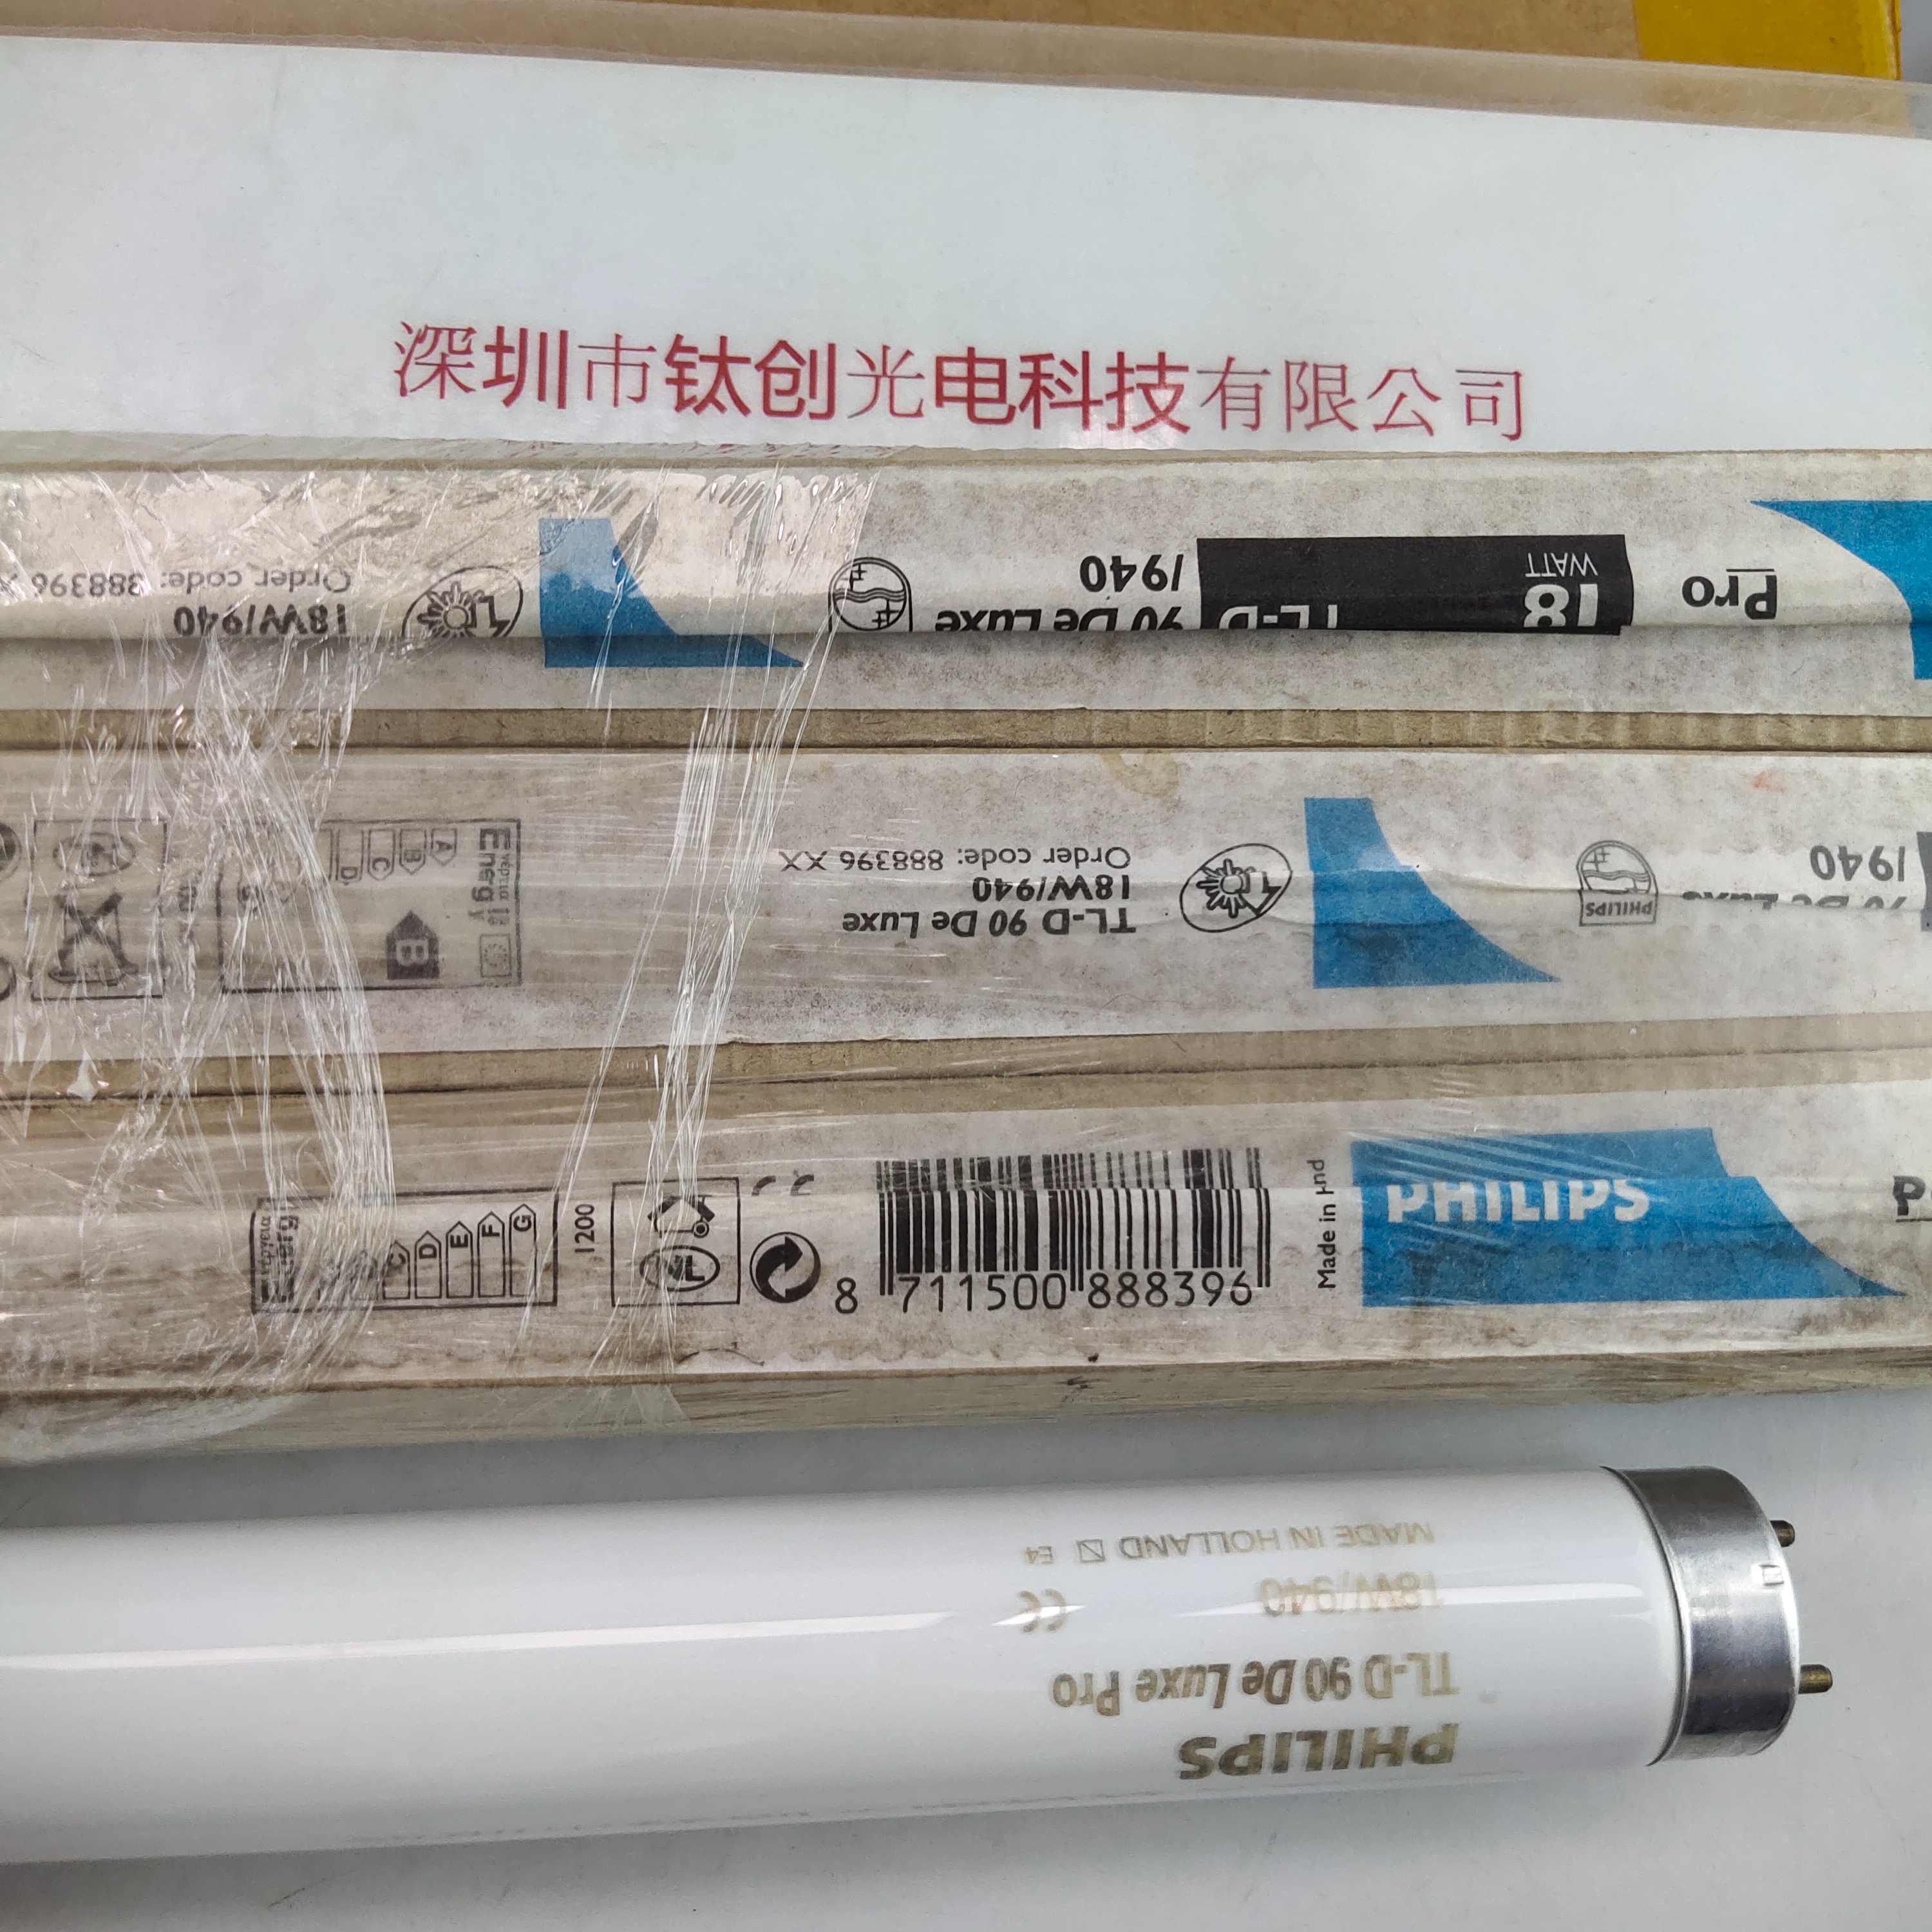 深圳市钛创光电科技有限公司
Pro
18
WATT
TL-D
90 De Luxe
/940
18W/940
Order code: 888396 X
/940
PHILIPS
TL-D 90 De Luxe
18W/940
Order code: 888396 XX
Energy
A
B
C
D
B
C
D
E
F
G
1200
8 711500 888396
Made in
PHILIPS
PHILIPS
TL-D 90 De Luxe Pro
18W/940
CE
MADE IN HOLLAND
E4